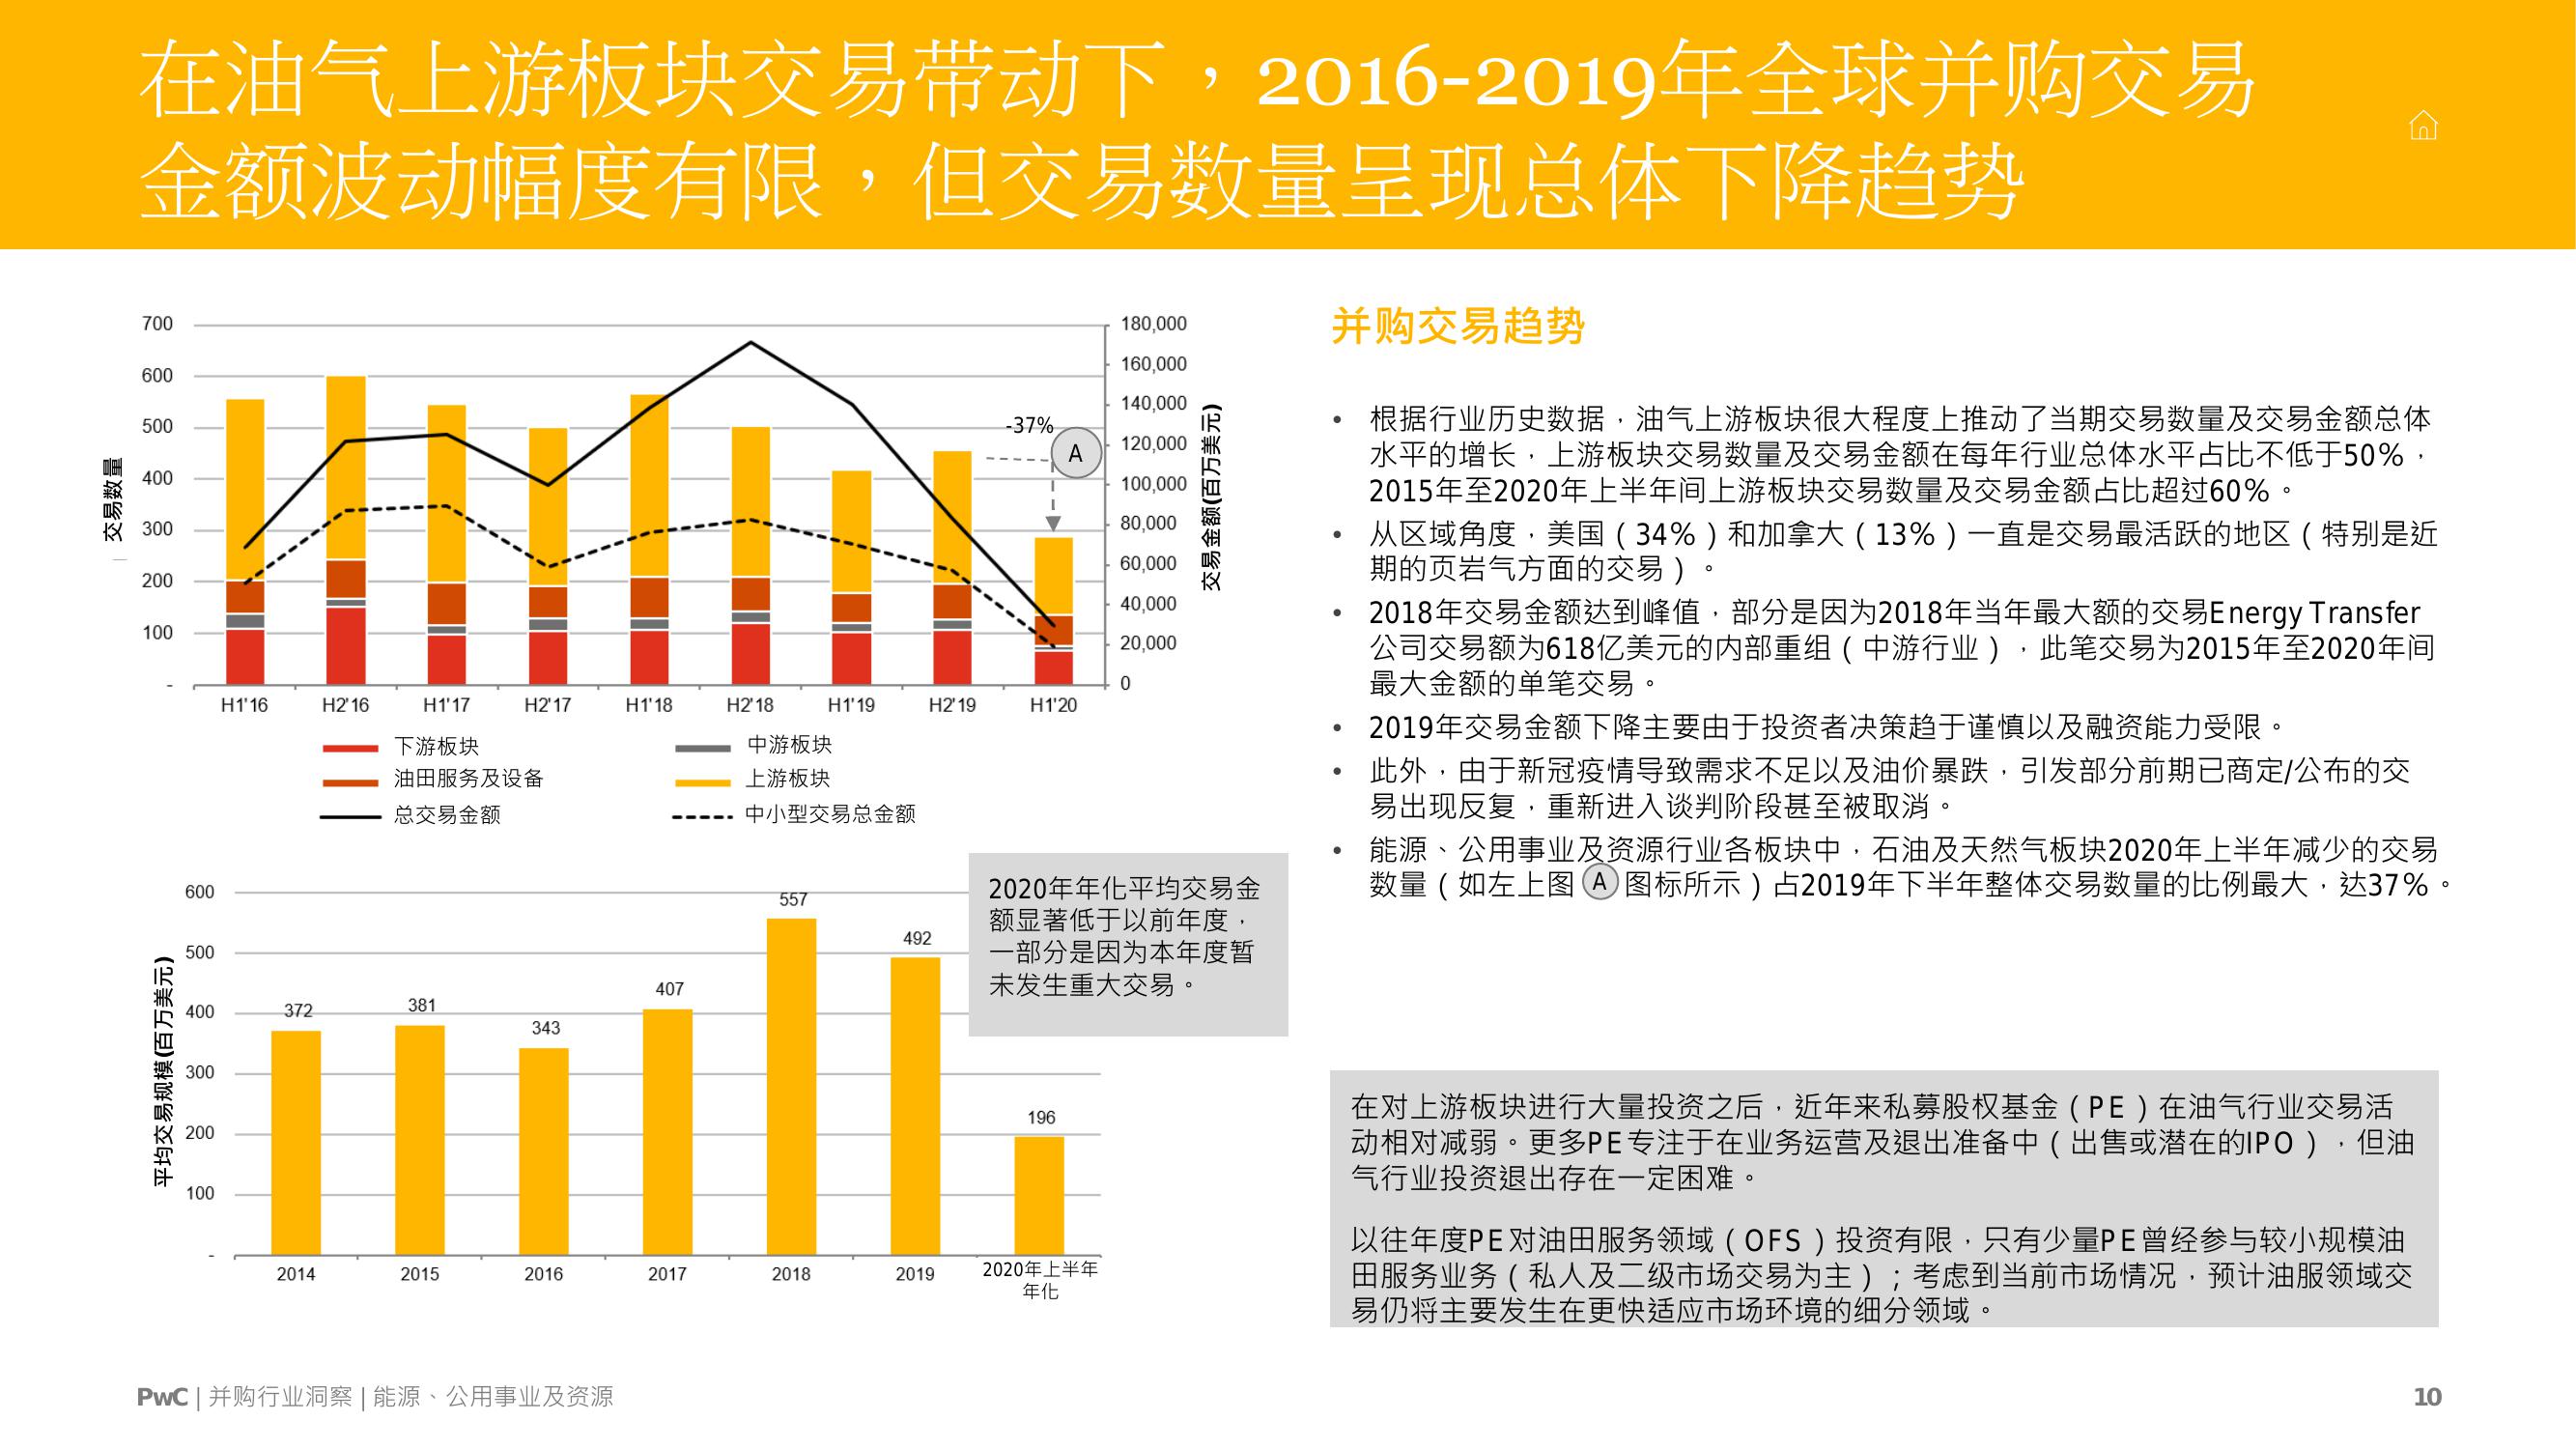 在油气上游板块交易带动下，2016-2019年全球并购交易
金额波动幅度有限，但交易数量呈现总体下降趋势
交易数量
700
600
500
400
300
200
100
-
180,000
160,000
140,000
120,000
100,000
80,000
60,000
40,000
20,000
0
交易金额(百万美元)
-37%
A
H1'16 H2'16 H1'17 H2'17 H1'18 H2'18 H1'19 H2'19 H1'20
下游板块 中游板块
油田服务及设备 上游板块
总交易金额 中小型交易总金额
平均交易规模(百万美元)
600
500
400
300
200
100
-
372 381 343 407 557 492 196
2014 2015 2016 2017 2018 2019 2020年上半年
年化
2020年年化平均交易金
额显著低于以前年度，
一部分是因为本年度暂
未发生重大交易。
并购交易趋势
• 根据行业历史数据，油气上游板块很大程度上推动了当期交易数量及交易金额总体
水平的增长，上游板块交易数量及交易金额在每年行业总体水平占比不低于50%，
2015年至2020年上半年间上游板块交易数量及交易金额占比超过60%。
• 从区域角度，美国（34%）和加拿大（13%）一直是交易最活跃的地区（特别是近
期的页岩气方面的交易）。
• 2018年交易金额达到峰值，部分是因为2018年当年最大额的交易Energy Transfer
公司交易额为618亿美元的内部重组（中游行业），此笔交易为2015年至2020年间
最大金额的单笔交易。
• 2019年交易金额下降主要由于投资者决策趋于谨慎以及融资能力受限。
• 此外，由于新冠疫情导致需求不足以及油价暴跌，引发部分前期已商定/公布的交
易出现反复，重新进入谈判阶段甚至被取消。
• 能源、公用事业及资源行业各板块中，石油及天然气板块2020年上半年减少的交易
数量（如左上图 A 图标所示）占2019年下半年整体交易数量的比例最大，达37%。
在对上游板块进行大量投资之后，近年来私募股权基金（PE）在油气行业交易活
动相对减弱。更多PE专注于在业务运营及退出准备中（出售或潜在的IPO），但油
气行业投资退出存在一定困难。
以往年度PE对油田服务领域（OFS）投资有限，只有少量PE曾经参与较小规模油
田服务业务（私人及二级市场交易为主）；考虑到当前市场情况，预计油服领域交
易仍将主要发生在更快适应市场环境的细分领域。
PwC | 并购行业洞察 | 能源、公用事业及资源
10